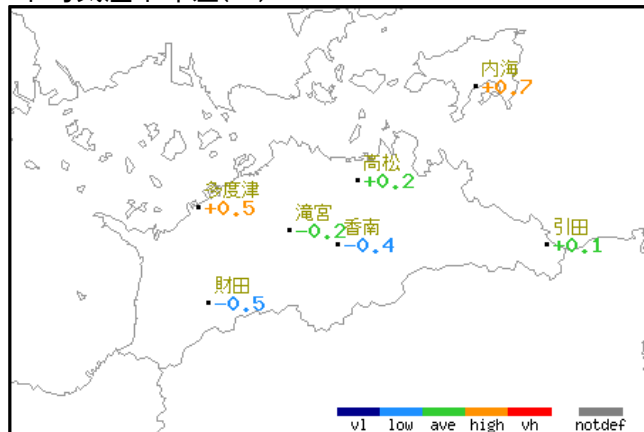 内海
+0.7
高松
+0.2
多度津
+0.5
滝宮
-0.2
香南
-0.4
引田
+0.1
財田
-0.5
vl low ave high vh notdef